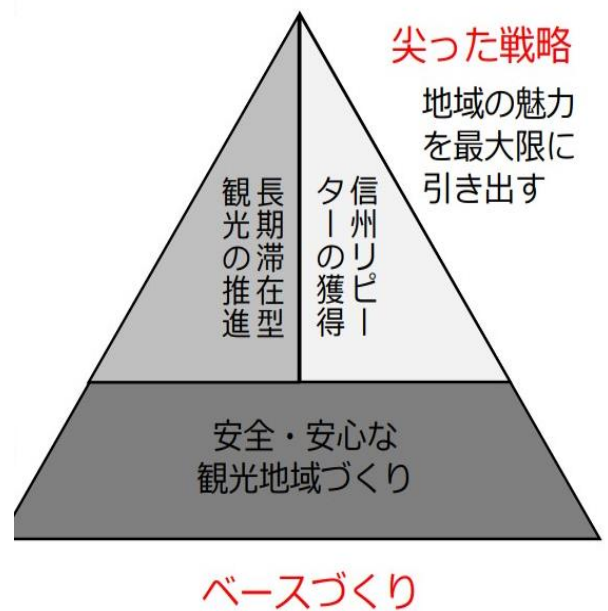 尖った戦略
地域の魅力
を最大限に
引き出す
長期滞在型
観光の推進
信州リピー
ターの獲得
安全・安心な
観光地域づくり
ベースづくり